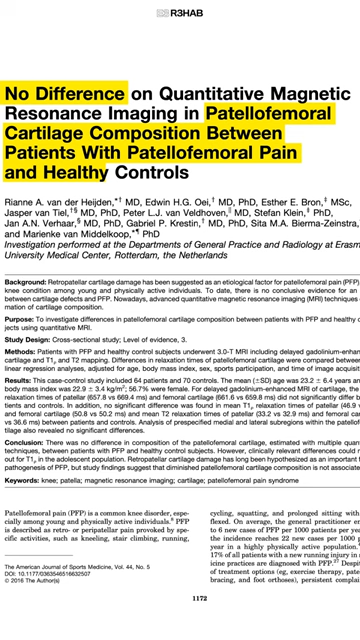 R3HAB
No Difference on Quantitative Magnetic
Resonance Imaging in Patellofemoral
Cartilage Composition Between
Patients With Patellofemoral Pain
and Healthy Controls
Rianne A. van der Heijden,*† MD, Edwin H.G. Oei,† MD, PhD, Esther E. Bron,‡ MSc,
Jasper van Tiel,†§ MD, PhD, Peter L.J. van Veldhoven,|| MD, Stefan Klein,‡ PhD,
Jan A.N. Verhaar,§ MD, PhD, Gabriel P. Krestin,† MD, PhD, Sita M.A. Bierma-Zeinstra,
and Marienke van Middelkoop,*¶ PhD
Investigation performed at the Departments of General Practice and Radiology at Erasm
University Medical Center, Rotterdam, the Netherlands
Background: Retropatellar cartilage damage has been suggested as an etiological factor for patellofemoral pain (PFP)
knee condition among young and physically active individuals. To date, there is no conclusive evidence for an
between cartilage defects and PFP. Nowadays, advanced quantitative magnetic resonance imaging (MRI) techniques
mation of cartilage composition.
Purpose: To investigate differences in patellofemoral cartilage composition between patients with PFP and healthy c
jects using quantitative MRI.
Study Design: Cross-sectional study; Level of evidence, 3.
Methods: Patients with PFP and healthy control subjects underwent 3.0-T MRI including delayed gadolinium-enhan
cartilage and T1ρ and T2 mapping. Differences in relaxation times of patellofemoral cartilage were compared between
linear regression analyses, adjusted for age, body mass index, sex, sports participation, and time of image acquisiti
Results: This case-control study included 64 patients and 70 controls. The mean (±SD) age was 23.2 ± 6.4 years an
body mass index was 22.9 ± 3.4 kg/m²; 56.7% were female. For delayed gadolinium-enhanced MRI of cartilage, the
relaxation times of patellar (657.8 vs 669.4 ms) and femoral cartilage (661.6 vs 659.8 ms) did not significantly differ b
tients and controls. In addition, no significant difference was found in mean T1ρ relaxation times of patellar (46.9 v
and femoral cartilage (50.8 vs 50.2 ms) and mean T2 relaxation times of patellar (33.2 vs 32.9 ms) and femoral ca
vs 36.6 ms) between patients and controls. Analysis of prespecified medial and lateral subregions within the patellof
tilage also revealed no significant differences.
Conclusion: There was no difference in composition of the patellofemoral cartilage, estimated with multiple quan
techniques, between patients with PFP and healthy control subjects. However, clinically relevant differences could n
out for T1ρ in the adolescent population. Retropatellar cartilage damage has long been hypothesized as an important
pathogenesis of PFP, but study findings suggest that diminished patellofemoral cartilage composition is not associate
Keywords: knee; patella; magnetic resonance imaging; cartilage; patellofemoral pain syndrome
Patellofemoral pain (PFP) is a common knee disorder, espe-
cially among young and physically active individuals.⁸ PFP
is described as retro- or peripatellar pain provoked by spe-
cific activities, such as kneeling, stair climbing, running,
The American Journal of Sports Medicine, Vol. 44, No. 5
DOI: 10.1177/0363546516632507
© 2016 The Author(s)
cycling, squatting, and prolonged sitting with
flexed. On average, the general practitioner en
to 6 new cases of PFP per 1000 patients per yea
the incidence reaches 22 new cases per 1000 p
year in a highly physically active population.
17% of all patients with a new running injury in s
icine practices are diagnosed with PFP. Despit
of treatment options (eg, exercise therapy, pate
bracing, and foot orthoses), persistent complai
1172